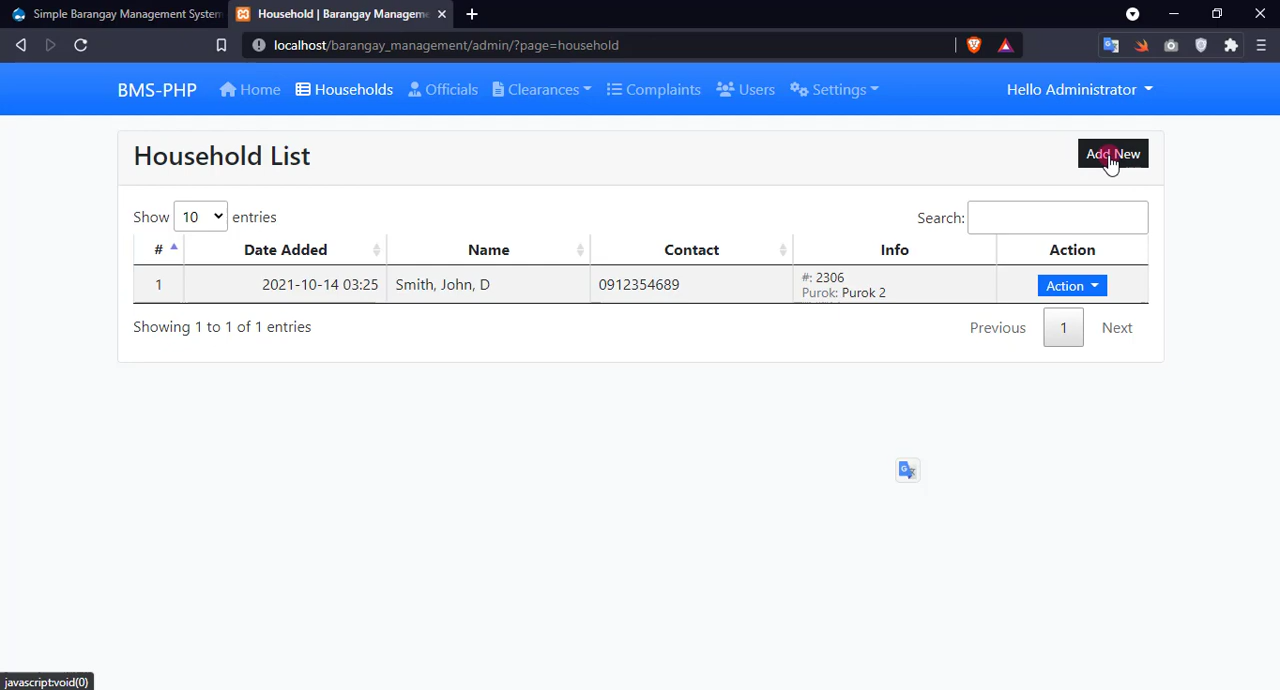 Simple Barangay Management System
Household | Barangay Manageme
localhost/barangay_management/admin/?page=household
BMS-PHP Home Households Officials Clearances Complaints Users Settings Hello Administrator
Household List
Add New
Show 10 entries
Search:
# Date Added Name Contact Info Action
1 2021-10-14 03:25 Smith, John, D 0912354689 #: 2306 Action
Purok: Purok 2
Showing 1 to 1 of 1 entries
Previous 1 Next
javascript:void(0)